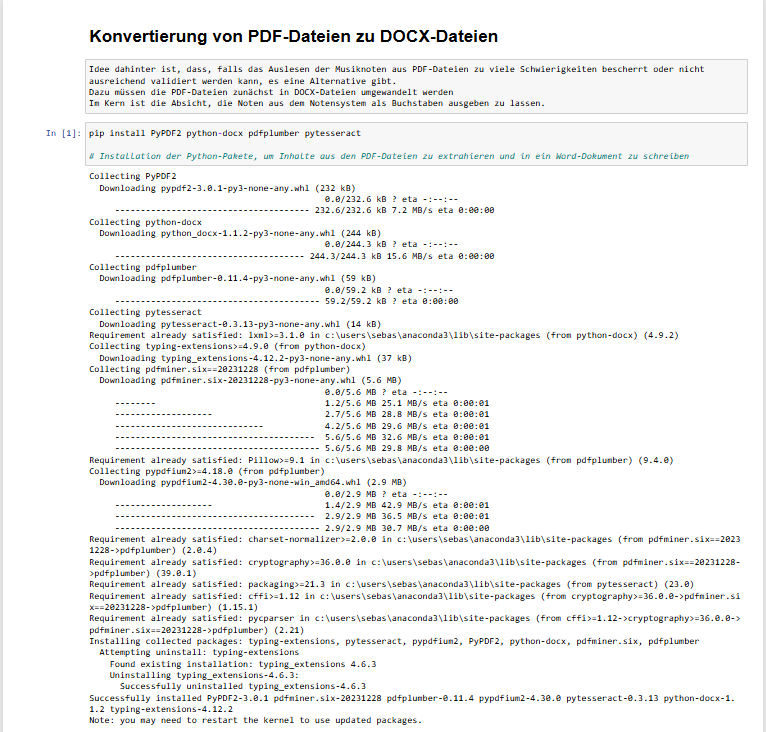 Konvertierung von PDF-Dateien zu DOCX-Dateien
Idee dahinter ist, dass, falls das Auslesen der Musiknoten aus PDF-Dateien zu viele Schwierigkeiten bescherrt oder nicht
ausreichend validiert werden kann, es eine Alternative gibt.
Dazu müssen die PDF-Dateien zunächst in DOCX-Dateien umgewandelt werden
Im Kern ist die Absicht, die Noten aus dem Notensystem als Buchstaben ausgeben zu lassen.
In [1]: pip install PyPDF2 python-docx pdfplumber pytesseract
# Installation der Python-Pakete, um Inhalte aus den PDF-Dateien zu extrahieren und in ein Word-Dokument zu schreiben
Collecting PyPDF2
Downloading pypdf2-3.0.1-py3-none-any.whl (232 kB)
0.0/232.6 kB ? eta -:--:--
-------------------------------------- 232.6/232.6 kB 7.2 MB/s eta 0:00:00
Collecting python-docx
Downloading python_docx-1.1.2-py3-none-any.whl (244 kB)
0.0/244.3 kB ? eta -:--:--
------------------------------------- 244.3/244.3 kB 15.6 MB/s eta 0:00:00
Collecting pdfplumber
Downloading pdfplumber-0.11.4-py3-none-any.whl (59 kB)
0.0/59.2 kB ? eta -:--:--
---------------------------------------- 59.2/59.2 kB ? eta 0:00:00
Collecting pytesseract
Downloading pytesseract-0.3.13-py3-none-any.whl (14 kB)
Requirement already satisfied: lxml>=3.1.0 in c:\users\sebas\anaconda3\lib\site-packages (from python-docx) (4.9.2)
Collecting typing-extensions>=4.9.0 (from python-docx)
Downloading typing_extensions-4.12.2-py3-none-any.whl (37 kB)
Collecting pdfminer.six==20231228 (from pdfplumber)
Downloading pdfminer.six-20231228-py3-none-any.whl (5.6 MB)
0.0/5.6 MB ? eta -:--:--
-------- 1.2/5.6 MB 25.1 MB/s eta 0:00:01
------------------- 2.7/5.6 MB 28.8 MB/s eta 0:00:01
----------------------------- 4.2/5.6 MB 29.6 MB/s eta 0:00:01
--------------------------------------- 5.6/5.6 MB 32.6 MB/s eta 0:00:01
---------------------------------------- 5.6/5.6 MB 29.8 MB/s eta 0:00:00
Requirement already satisfied: Pillow>=9.1 in c:\users\sebas\anaconda3\lib\site-packages (from pdfplumber) (9.4.0)
Collecting pypdfium2>=4.18.0 (from pdfplumber)
Downloading pypdfium2-4.30.0-py3-none-win_amd64.whl (2.9 MB)
0.0/2.9 MB ? eta -:--:--
------------------- 1.4/2.9 MB 42.9 MB/s eta 0:00:01
--------------------------------------- 2.9/2.9 MB 36.5 MB/s eta 0:00:01
---------------------------------------- 2.9/2.9 MB 30.7 MB/s eta 0:00:00
Requirement already satisfied: charset-normalizer>=2.0.0 in c:\users\sebas\anaconda3\lib\site-packages (from pdfminer.six==2023
1228->pdfplumber) (2.0.4)
Requirement already satisfied: cryptography>=36.0.0 in c:\users\sebas\anaconda3\lib\site-packages (from pdfminer.six==20231228-
>pdfplumber) (39.0.1)
Requirement already satisfied: packaging>=21.3 in c:\users\sebas\anaconda3\lib\site-packages (from pytesseract) (23.0)
Requirement already satisfied: cffi>=1.12 in c:\users\sebas\anaconda3\lib\site-packages (from cryptography>=36.0.0->pdfminer.si
x==20231228->pdfplumber) (1.15.1)
Requirement already satisfied: pycparser in c:\users\sebas\anaconda3\lib\site-packages (from cffi>=1.12->cryptography>=36.0.0->
pdfminer.six==20231228->pdfplumber) (2.21)
Installing collected packages: typing-extensions, pytesseract, pypdfium2, PyPDF2, python-docx, pdfminer.six, pdfplumber
Attempting uninstall: typing-extensions
Found existing installation: typing_extensions 4.6.3
Uninstalling typing_extensions-4.6.3:
Successfully uninstalled typing_extensions-4.6.3
Successfully installed PyPDF2-3.0.1 pdfminer.six-20231228 pdfplumber-0.11.4 pypdfium2-4.30.0 pytesseract-0.3.13 python-docx-1.
1.2 typing-extensions-4.12.2
Note: you may need to restart the kernel to use updated packages.